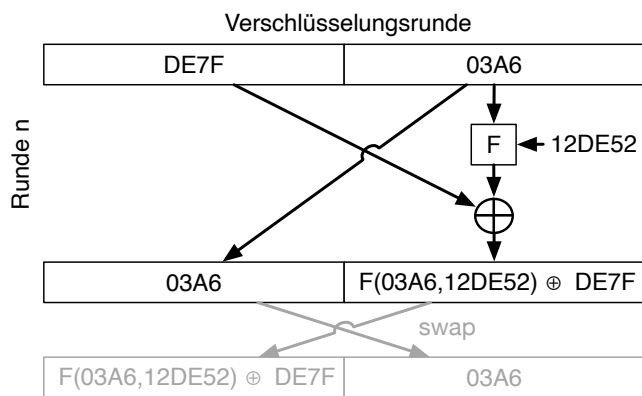 Verschlüsselungsrunde
DE7F 03A6
Runde n
F 12DE52
03A6 F(03A6,12DE52) ⊕ DE7F
swap
F(03A6,12DE52) ⊕ DE7F 03A6